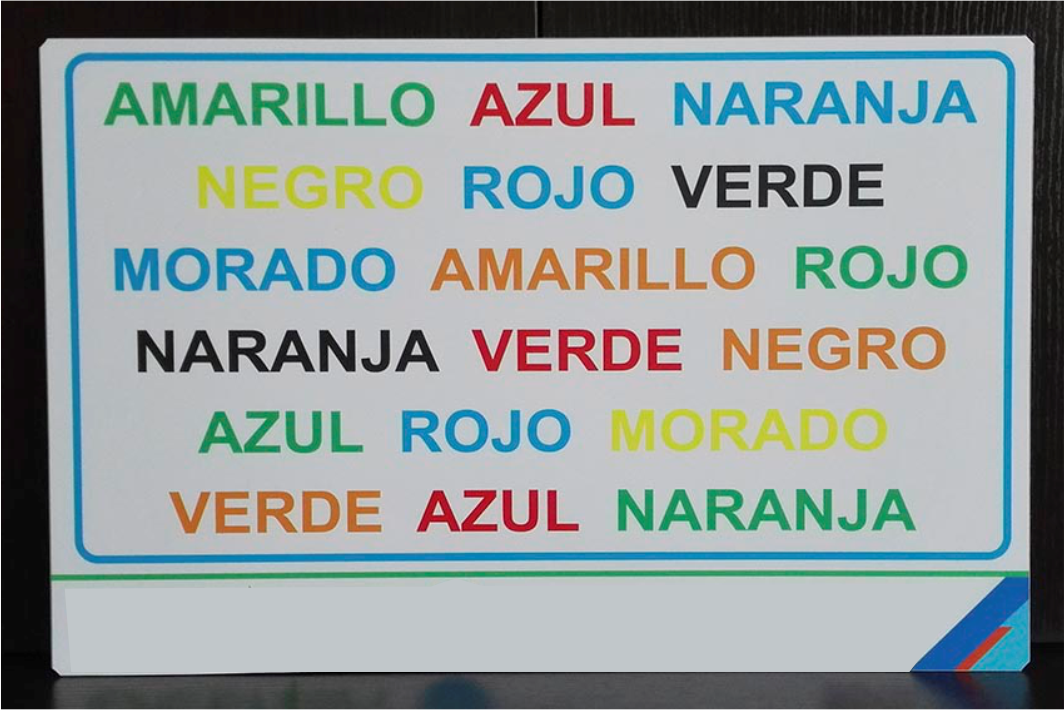 AMARILLO AZUL NARANJA
NEGRO ROJO VERDE
MORADO AMARILLO ROJO
NARANJA VERDE NEGRO
AZUL ROJO MORADO
VERDE AZUL NARANJA